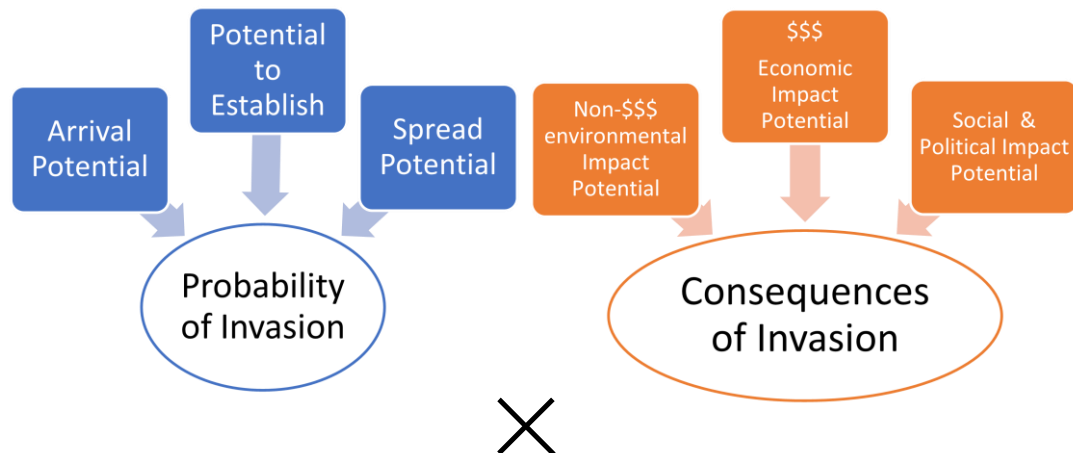 Arrival
Potential
Potential
to
Establish
Spread
Potential
Probability
of Invasion
Non-$$$
environmental
Impact
Potential
$$$
Economic
Impact
Potential
Social &
Political Impact
Potential
Consequences
of Invasion
×